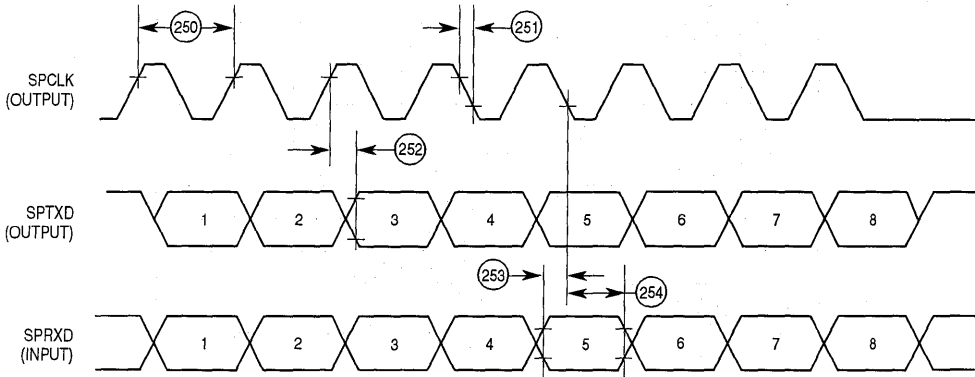 250
251
SPCLK
(OUTPUT)
252
SPTXD
(OUTPUT)
1 2 3 4 5 6 7 8
253
254
SPRXD
(INPUT)
1 2 3 4 5 6 7 8